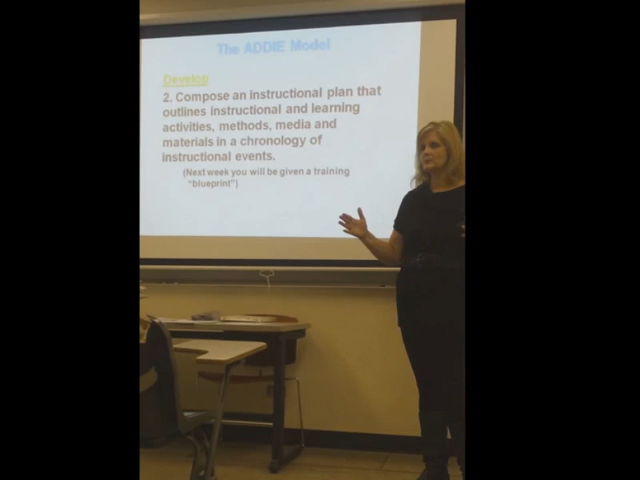 The ADDIE Model
Develop
2. Compose an instructional plan that
outlines instructional and learning
activities, methods, media and
materials in a chronology of
instructional events.
(Next week you will be given a training
"blueprint")